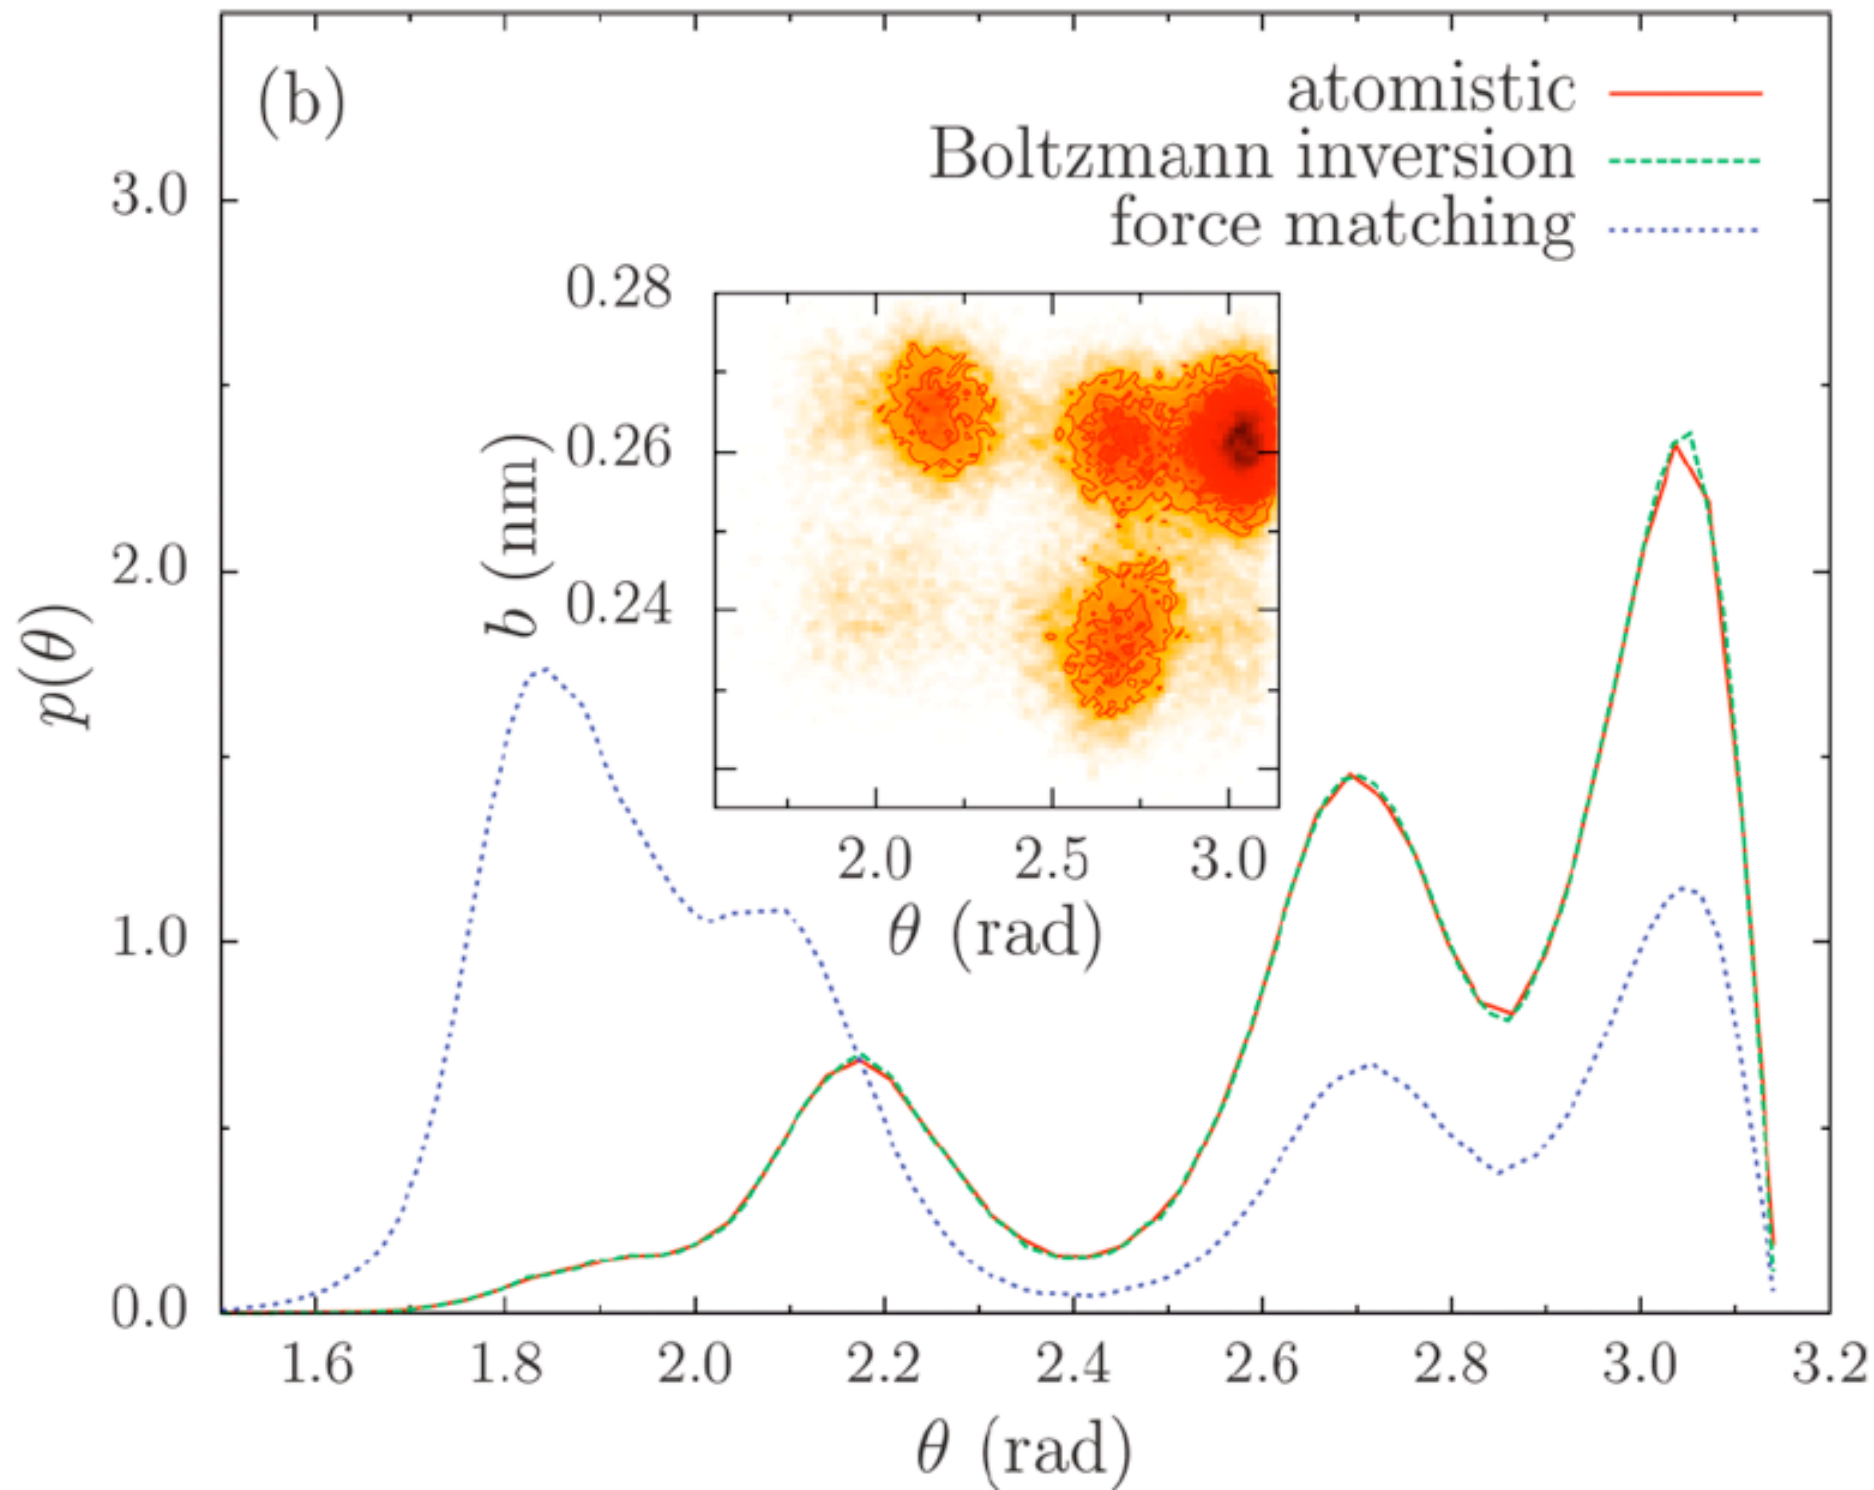 (b)
atomistic
Boltzmann inversion
force matching
3.0
2.0
1.0
0.0
p(θ)
1.6 1.8 2.0 2.2 2.4 2.6 2.8 3.0 3.2
θ (rad)
0.28
0.26
0.24
b (nm)
2.0 2.5 3.0
θ (rad)